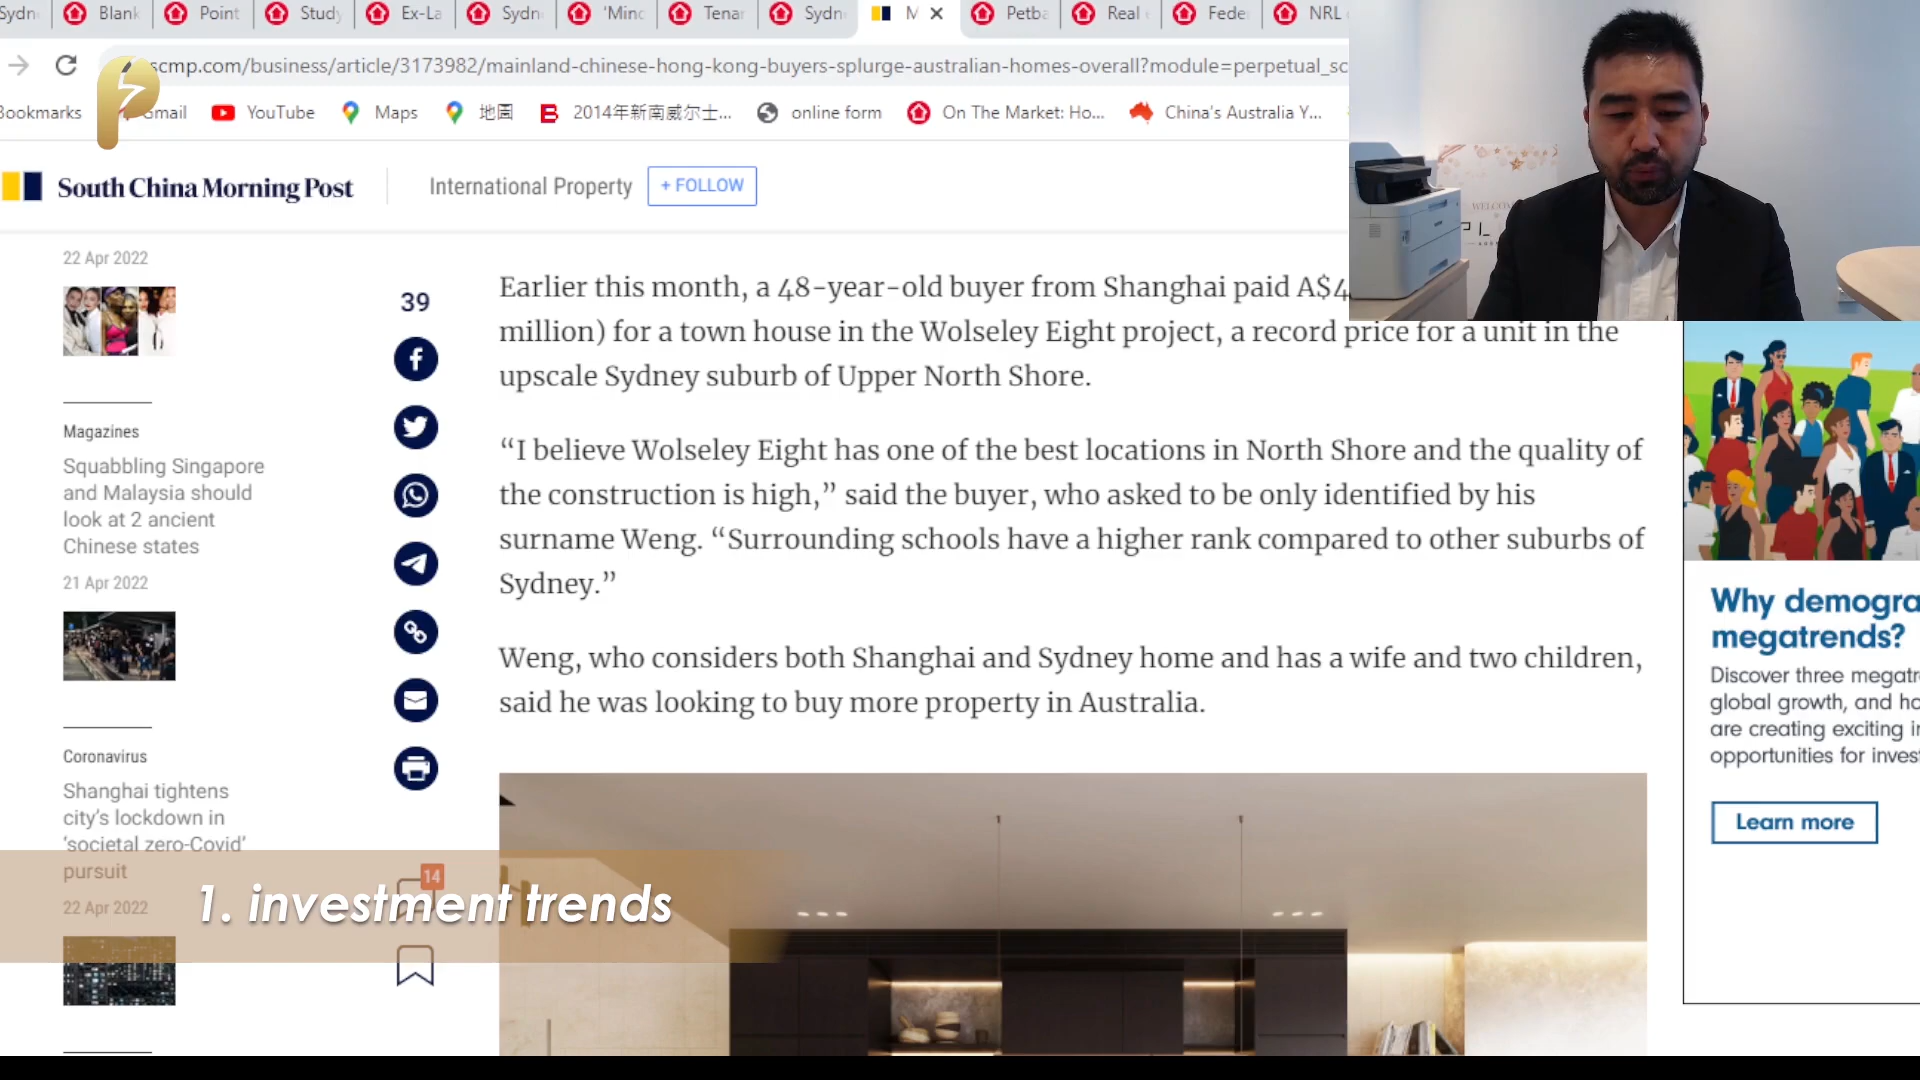 Sydn
Blank
Point
Study
Ex-La
Sydn
'Minc
Tenar
Sydn
M
Petba
Real e
Fede
NRL
scmp.com/business/article/3173982/mainland-chinese-hong-kong-buyers-splurge-australian-homes-overall?module=perpetual_sc
Bookmarks
Gmail
YouTube
Maps
地圖
2014年新南威尔士...
online form
On The Market: Ho...
China's Australia Y...
South China Morning Post
International Property
+ FOLLOW
22 Apr 2022
Magazines
Squabbling Singapore
and Malaysia should
look at 2 ancient
Chinese states
21 Apr 2022
Coronavirus
Shanghai tightens
city's lockdown in
'societal zero-Covid'
pursuit
22 Apr 2022
39
14
Earlier this month, a 48-year-old buyer from Shanghai paid A$4
million) for a town house in the Wolseley Eight project, a record price for a unit in the
upscale Sydney suburb of Upper North Shore.
“I believe Wolseley Eight has one of the best locations in North Shore and the quality of
the construction is high,” said the buyer, who asked to be only identified by his
surname Weng. “Surrounding schools have a higher rank compared to other suburbs of
Sydney.”
Weng, who considers both Shanghai and Sydney home and has a wife and two children,
said he was looking to buy more property in Australia.
1. investment trends
WELCO
PL
Why demogra
megatrends?
Discover three megatr
global growth, and ho
are creating exciting i
opportunities for inves
Learn more